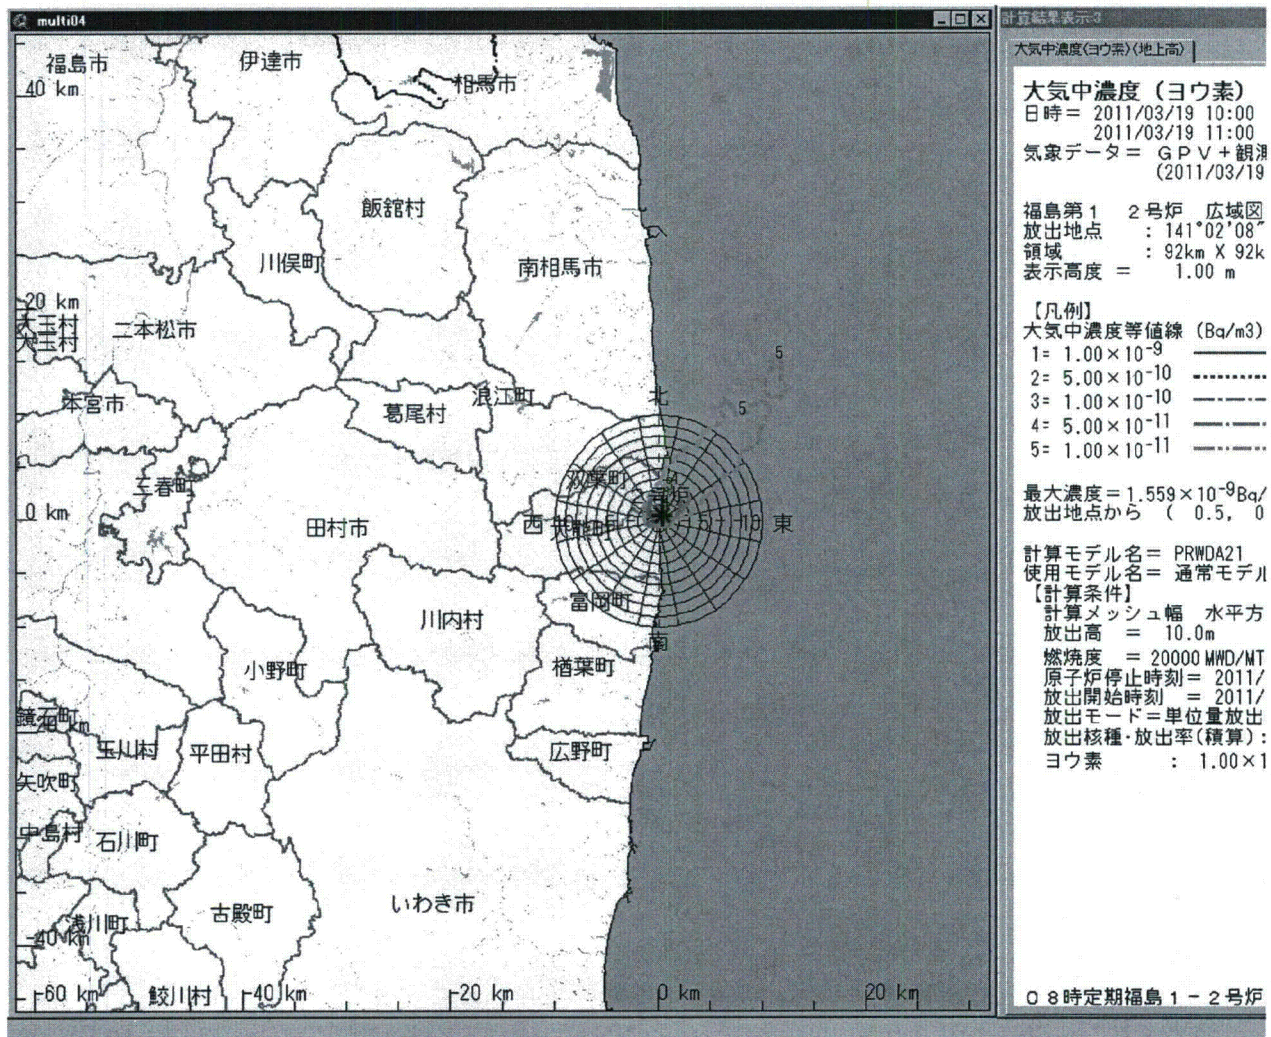 multi04
福島市
伊達市
相馬市
40 km
飯舘村
川俣町
南相馬市
20 km
大玉村
大玉村
二本松市
5
本宮市
葛尾村
浪江町
北
5
三春町
双葉町
4
0 km
田村市
西
東
川内村
富岡町
南
小野町
楢葉町
鏡石町
玉川村
平田村
広野町
矢吹町
中島村
石川町
浅川町
古殿町
いわき市
-40 km
-60 km
鮫川村
-40 km
-20 km
0 km
20 km
計算結果表示-3
大気中濃度(ヨウ素)(地上高)
大気中濃度（ヨウ素）
日時＝ 2011/03/19 10:00
2011/03/19 11:00
気象データ＝ ＧＰＶ＋観測
(2011/03/19
福島第１ ２号炉 広域図
放出地点 : 141°02'08"
領域 : 92km X 92k
表示高度 ＝ 1.00 m
【凡例】
大気中濃度等値線 (Bq/m3)
1= 1.00×10-9
2= 5.00×10-10
3= 1.00×10-10
4= 5.00×10-11
5= 1.00×10-11
最大濃度＝1.559×10-9Bq/
放出地点から ( 0.5, 0
計算モデル名＝ PRWDA21
使用モデル名＝ 通常モデル
【計算条件】
計算メッシュ幅 水平方
放出高 ＝ 10.0m
燃焼度 ＝ 20000 MWD/MT
原子炉停止時刻＝ 2011/
放出開始時刻 ＝ 2011/
放出モード＝単位量放出
放出核種･放出率(積算) :
ヨウ素 : 1.00×1
０８時定期福島１－２号炉